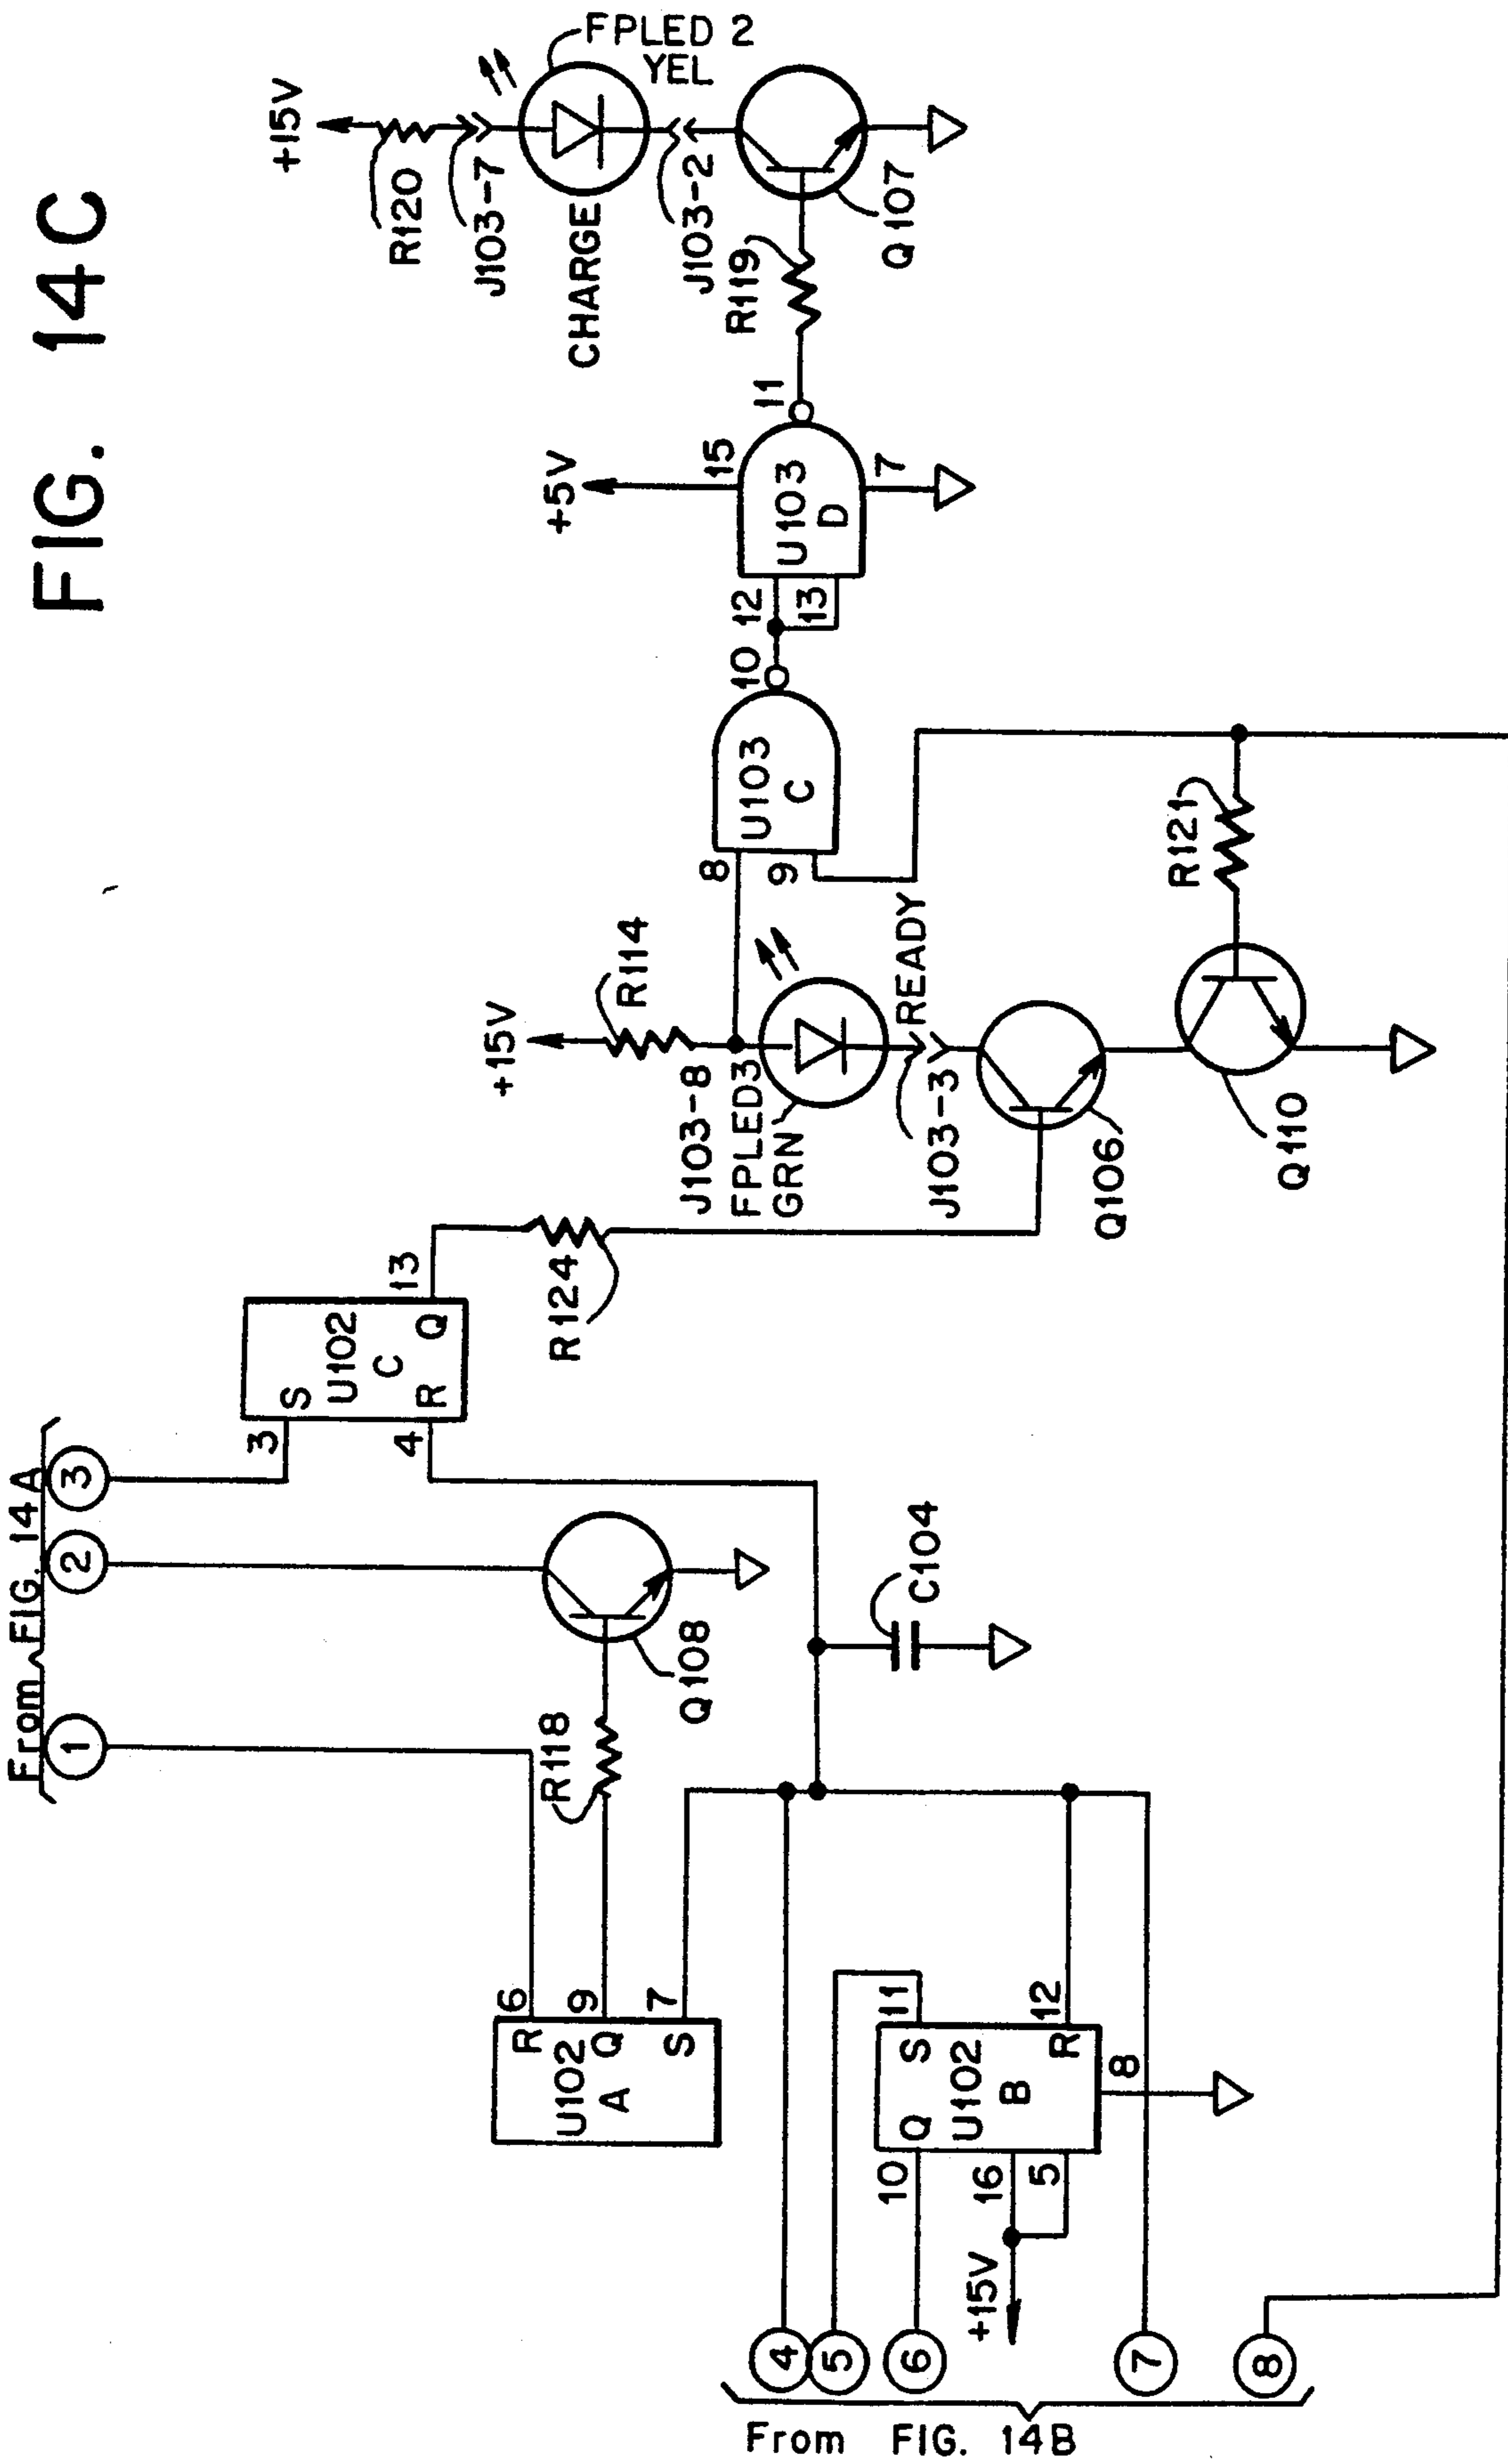 FIG. 14C
From FIG. 14 A
1
2
3
+15V
R120
J103-7
FPLED 2
YEL
CHARGE
J103-2
R119
Q107
+5V
15
11
U103
D
7
12
13
10
U103
C
8
9
+15V
R114
J103-8
FPLED3
GRN
READY
J103-3
Q106
R121
Q110
3
S
U102
C
4
R
Q
13
R124
Q108
R118
C104
6
R
9
Q
7
S
U102
A
11
S
12
R
U102
B
Q
10
16
5
8
+15V
4
5
6
7
8
From FIG. 14B